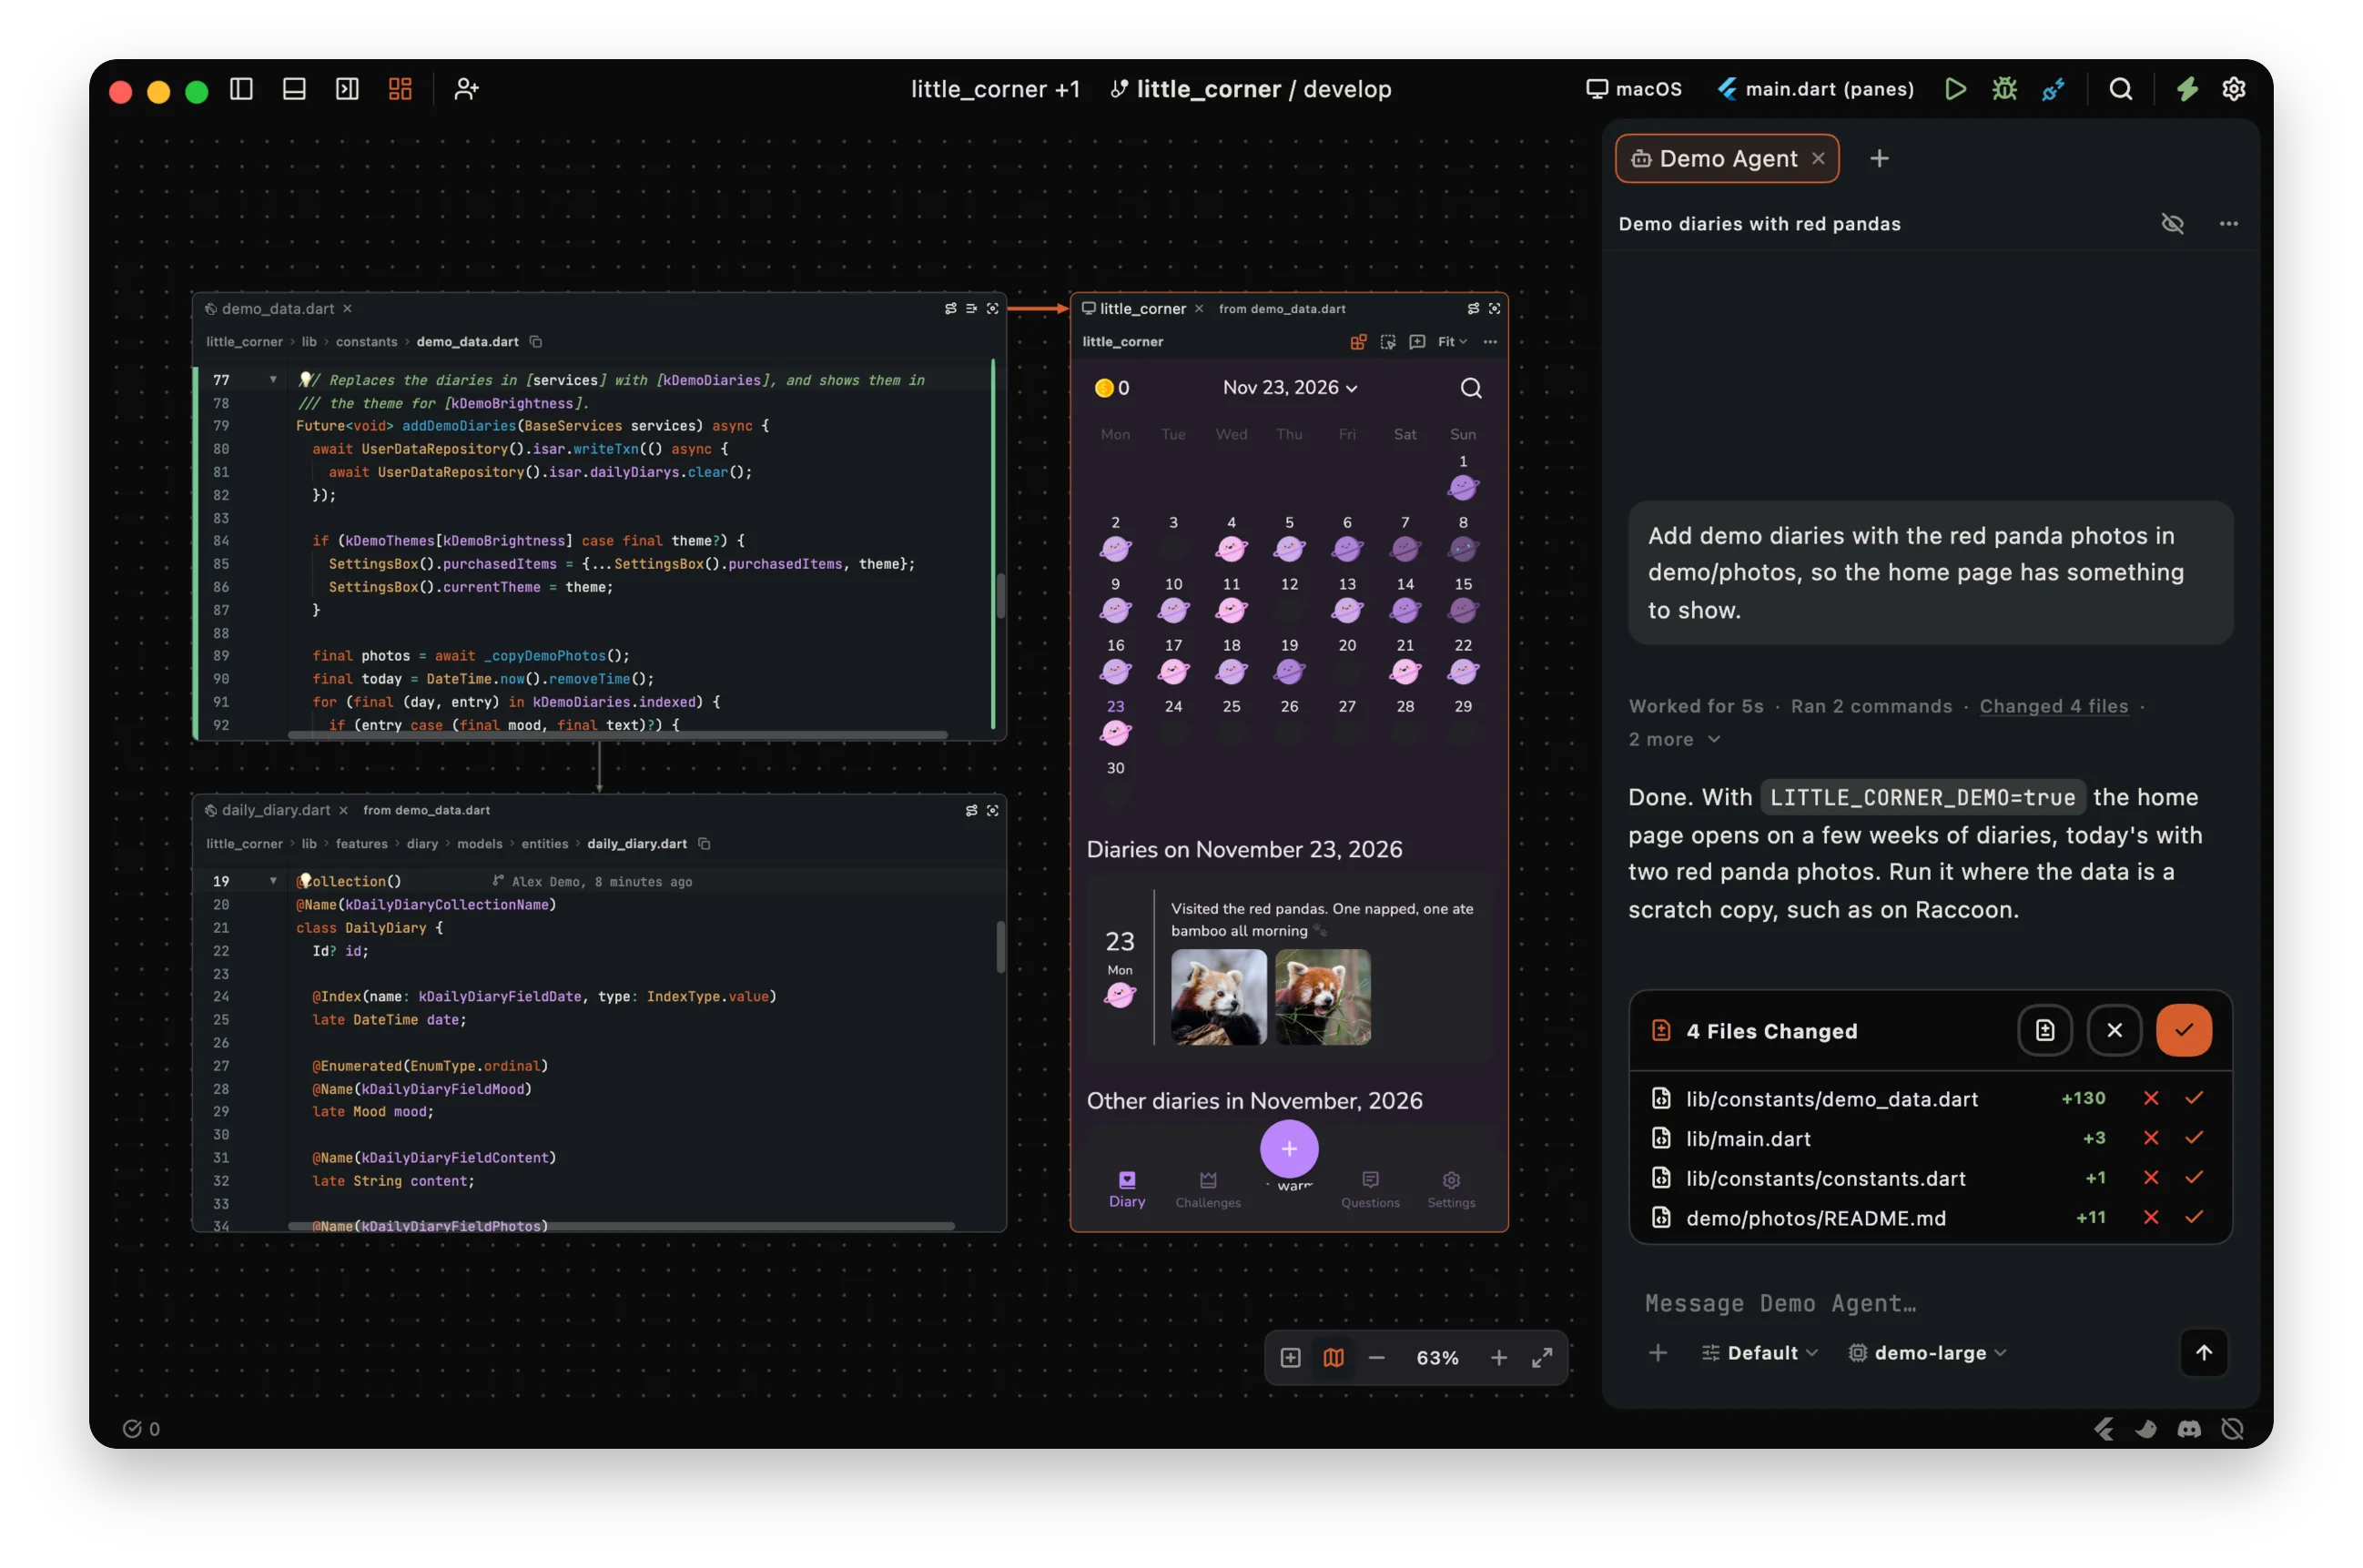 little_corner +1
little_corner / develop
macOS
main.dart (panes)
demo_data.dart
little_corner › lib › constants › demo_data.dart
77 /// Replaces the diaries in [services] with [kDemoDiaries], and shows them in
78 /// the theme for [kDemoBrightness].
79 Future<void> addDemoDiaries(BaseServices services) async {
80 await UserDataRepository().isar.writeTxn(() async {
81 await UserDataRepository().isar.dailyDiarys.clear();
82 });
83
84 if (kDemoThemes[kDemoBrightness] case final theme?) {
85 SettingsBox().purchasedItems = {...SettingsBox().purchasedItems, theme};
86 SettingsBox().currentTheme = theme;
87 }
88
89 final photos = await _copyDemoPhotos();
90 final today = DateTime.now().removeTime();
91 for (final (day, entry) in kDemoDiaries.indexed) {
92 if (entry case (final mood, final text)?) {
daily_diary.dart from demo_data.dart
little_corner › lib › features › diary › models › entities › daily_diary.dart
19 @Collection() Alex Demo, 8 minutes ago
20 @Name(kDailyDiaryCollectionName)
21 class DailyDiary {
22 Id? id;
23
24 @Index(name: kDailyDiaryFieldDate, type: IndexType.value)
25 late DateTime date;
26
27 @Enumerated(EnumType.ordinal)
28 @Name(kDailyDiaryFieldMood)
29 late Mood mood;
30
31 @Name(kDailyDiaryFieldContent)
32 late String content;
33
34 @Name(kDailyDiaryFieldPhotos)
little_corner from demo_data.dart
little_corner Fit
0 Nov 23, 2026
Mon Tue Wed Thu Fri Sat Sun
1
2 3 4 5 6 7 8
9 10 11 12 13 14 15
16 17 18 19 20 21 22
23 24 25 26 27 28 29
30
Diaries on November 23, 2026
23
Mon
Visited the red pandas. One napped, one ate
bamboo all morning 🐾
Other diaries in November, 2026
warm
Diary Challenges Questions Settings
63%
Demo Agent
Demo diaries with red pandas
Add demo diaries with the red panda photos in
demo/photos, so the home page has something
to show.
Worked for 5s · Ran 2 commands · Changed 4 files ·
2 more
Done. With LITTLE_CORNER_DEMO=true the home
page opens on a few weeks of diaries, today's with
two red panda photos. Run it where the data is a
scratch copy, such as on Raccoon.
4 Files Changed
lib/constants/demo_data.dart +130
lib/main.dart +3
lib/constants/constants.dart +1
demo/photos/README.md +11
Message Demo Agent…
Default demo-large
0